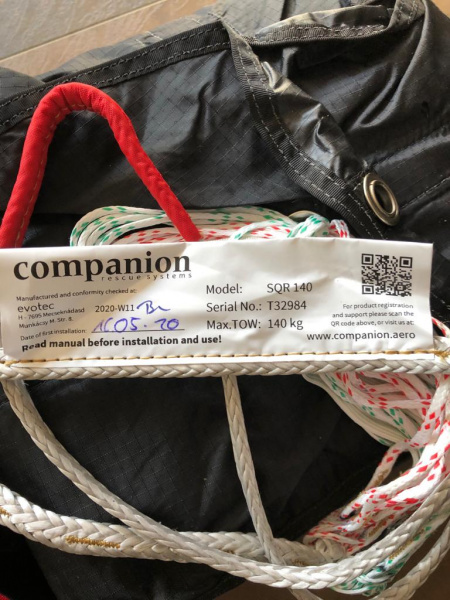 companion
rescue systems
Manufactured and conformity checked at:
evotec 2020-W11
H - 7695 Mecseknádasd
Munkácsy M. Str. 8.
Date of first installation: 05.20
Read manual before installation and use!
Model: SQR 140
Serial No.: T32984
Max.TOW: 140 kg
For product registration
and support please scan the
QR code above, or visit us at:
www.companion.aero